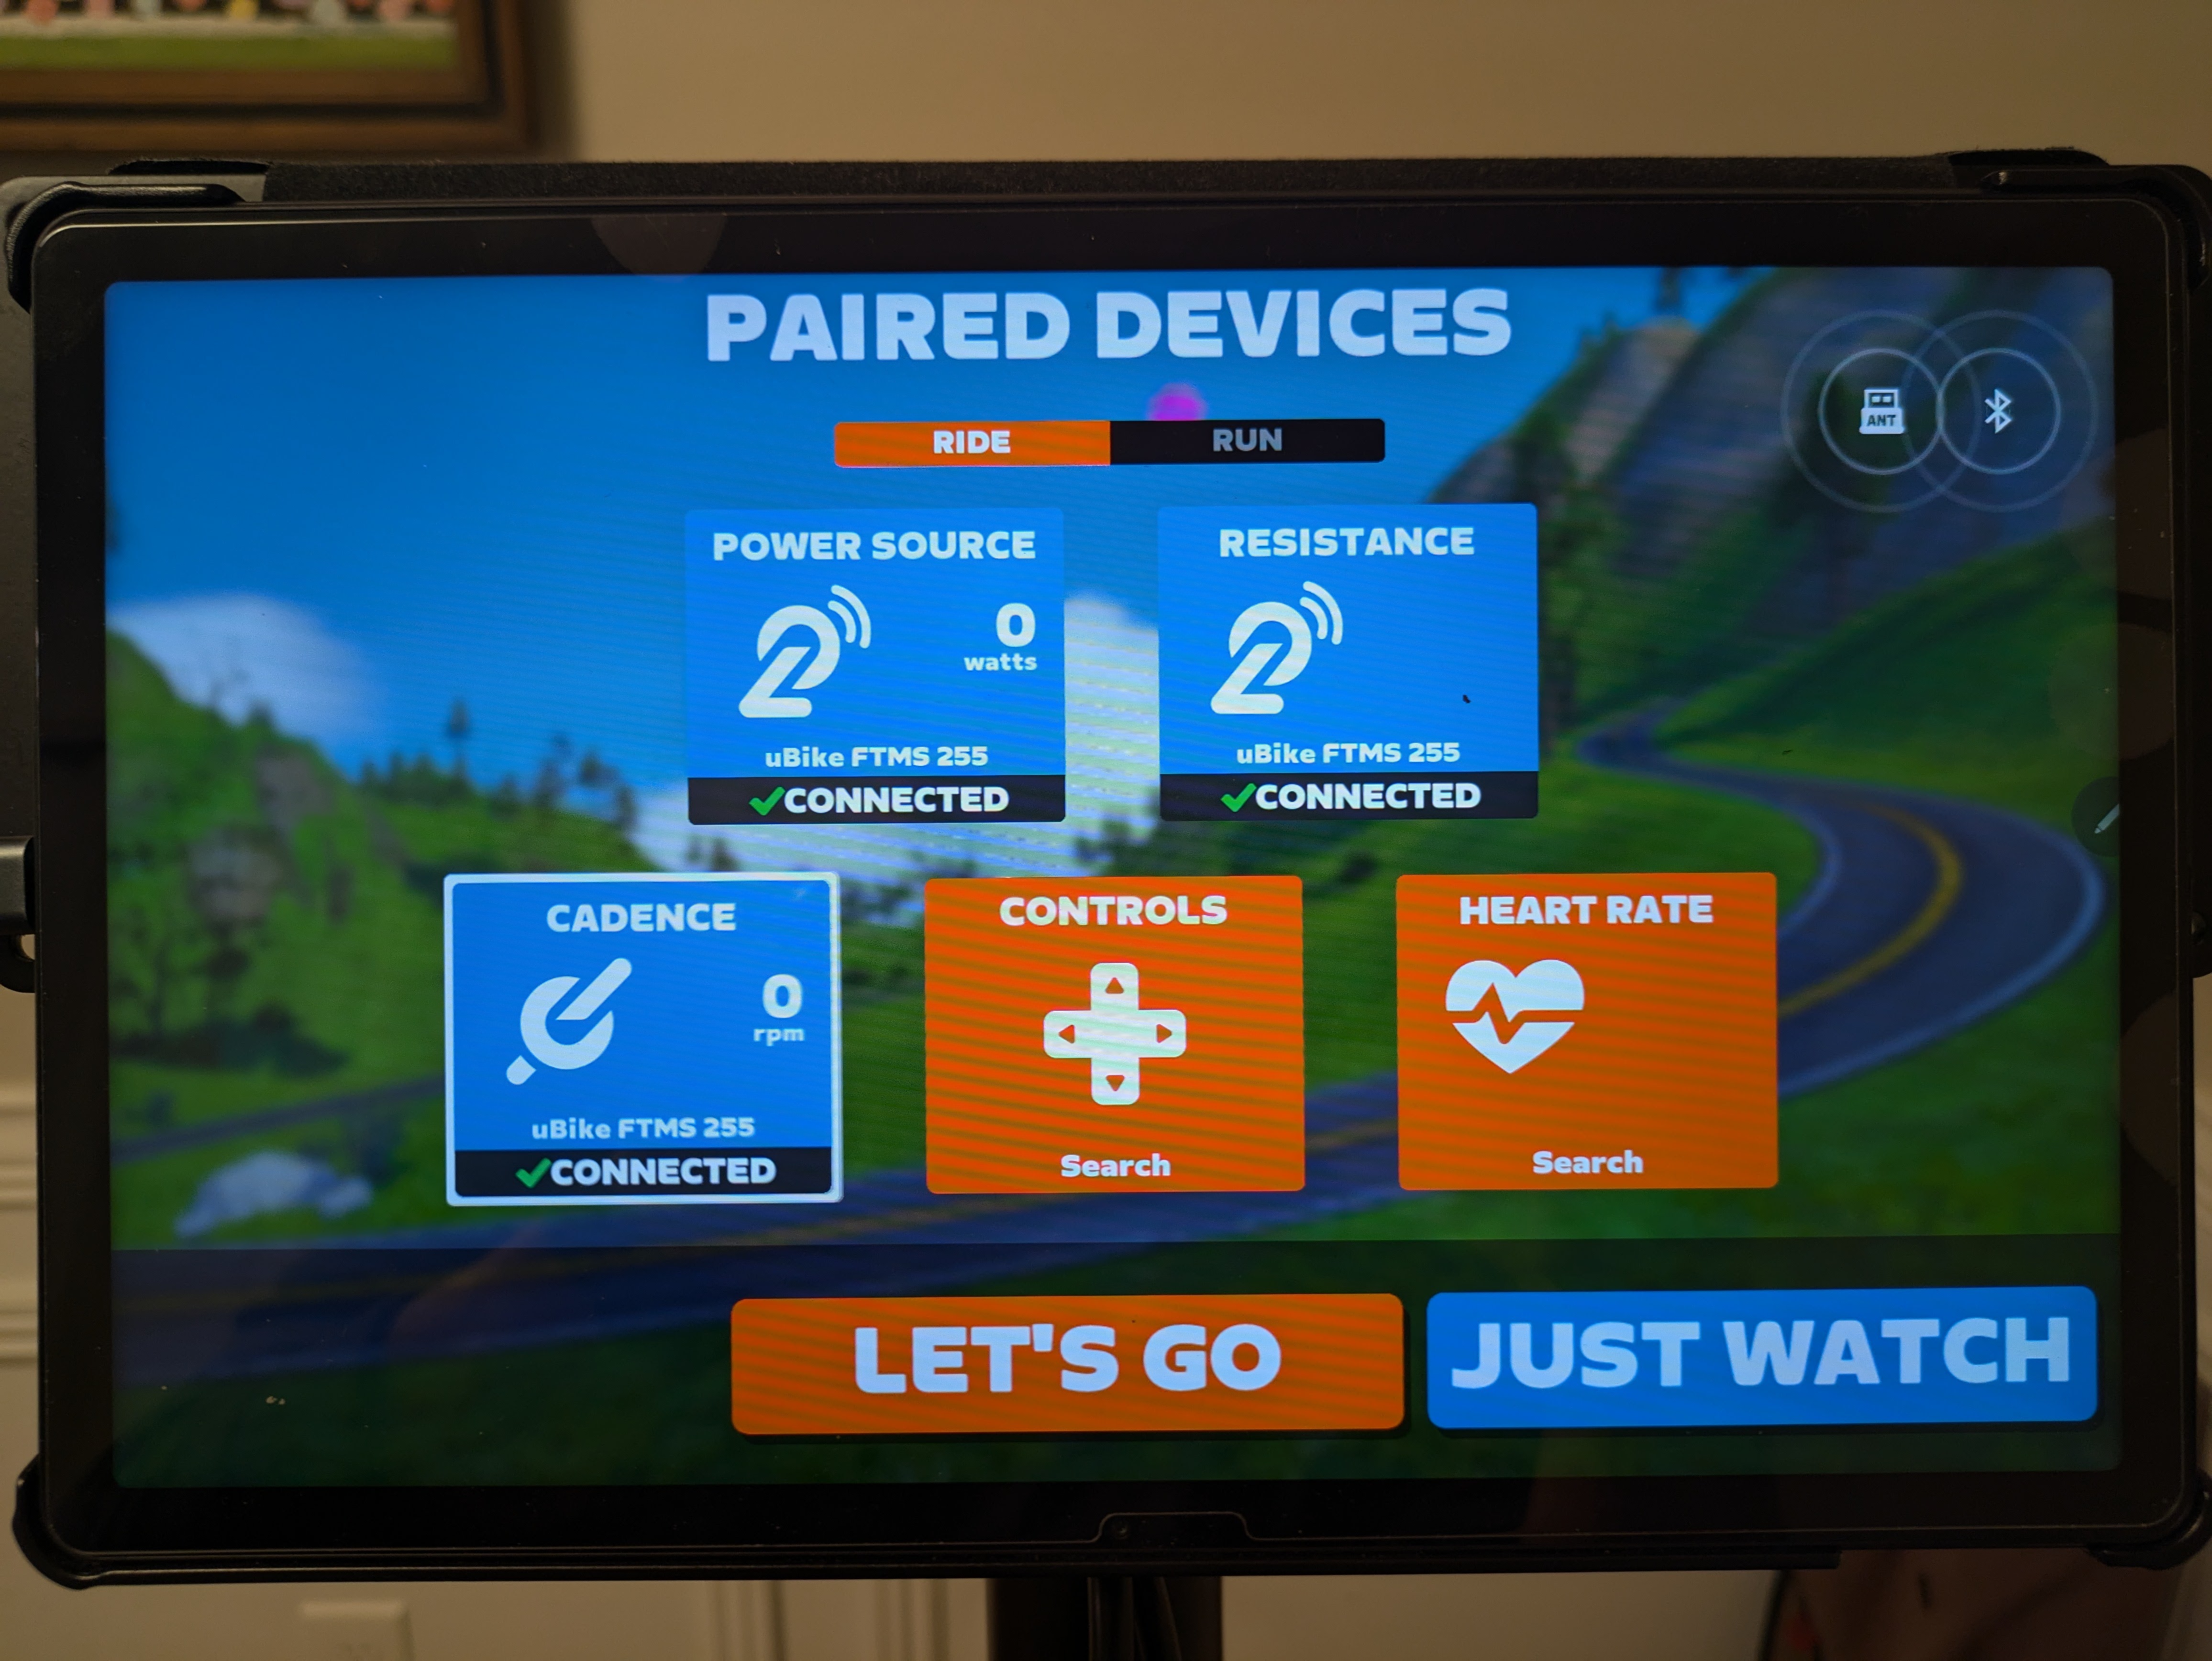 PAIRED DEVICES
ANT
RIDE
RUN
POWER SOURCE
0
watts
uBike FTMS 255
CONNECTED
RESISTANCE
uBike FTMS 255
CONNECTED
CADENCE
0
rpm
uBike FTMS 255
CONNECTED
CONTROLS
Search
HEART RATE
Search
LET'S GO
JUST WATCH